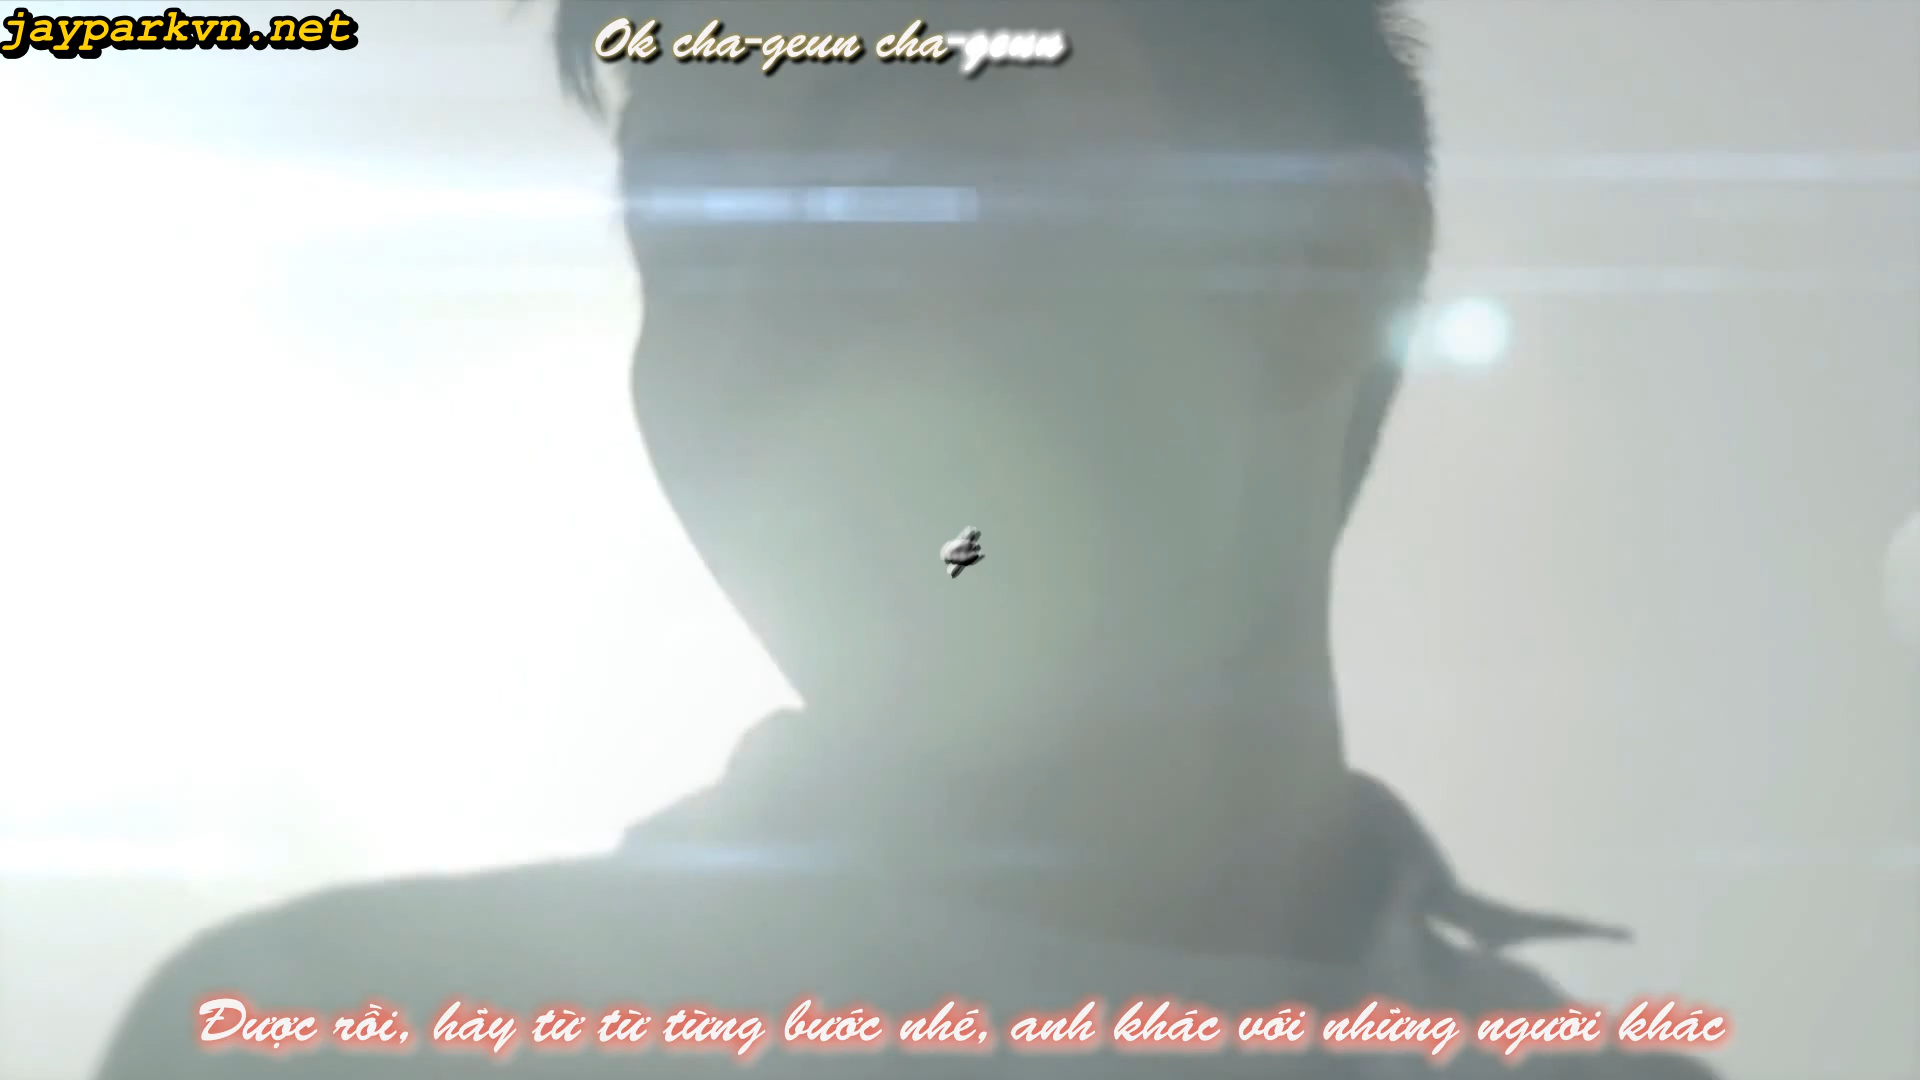 jayparkvn.net
Ok cha-geun cha-geun
Được rồi, hãy từ từ từng bước nhé, anh khác với những người khác